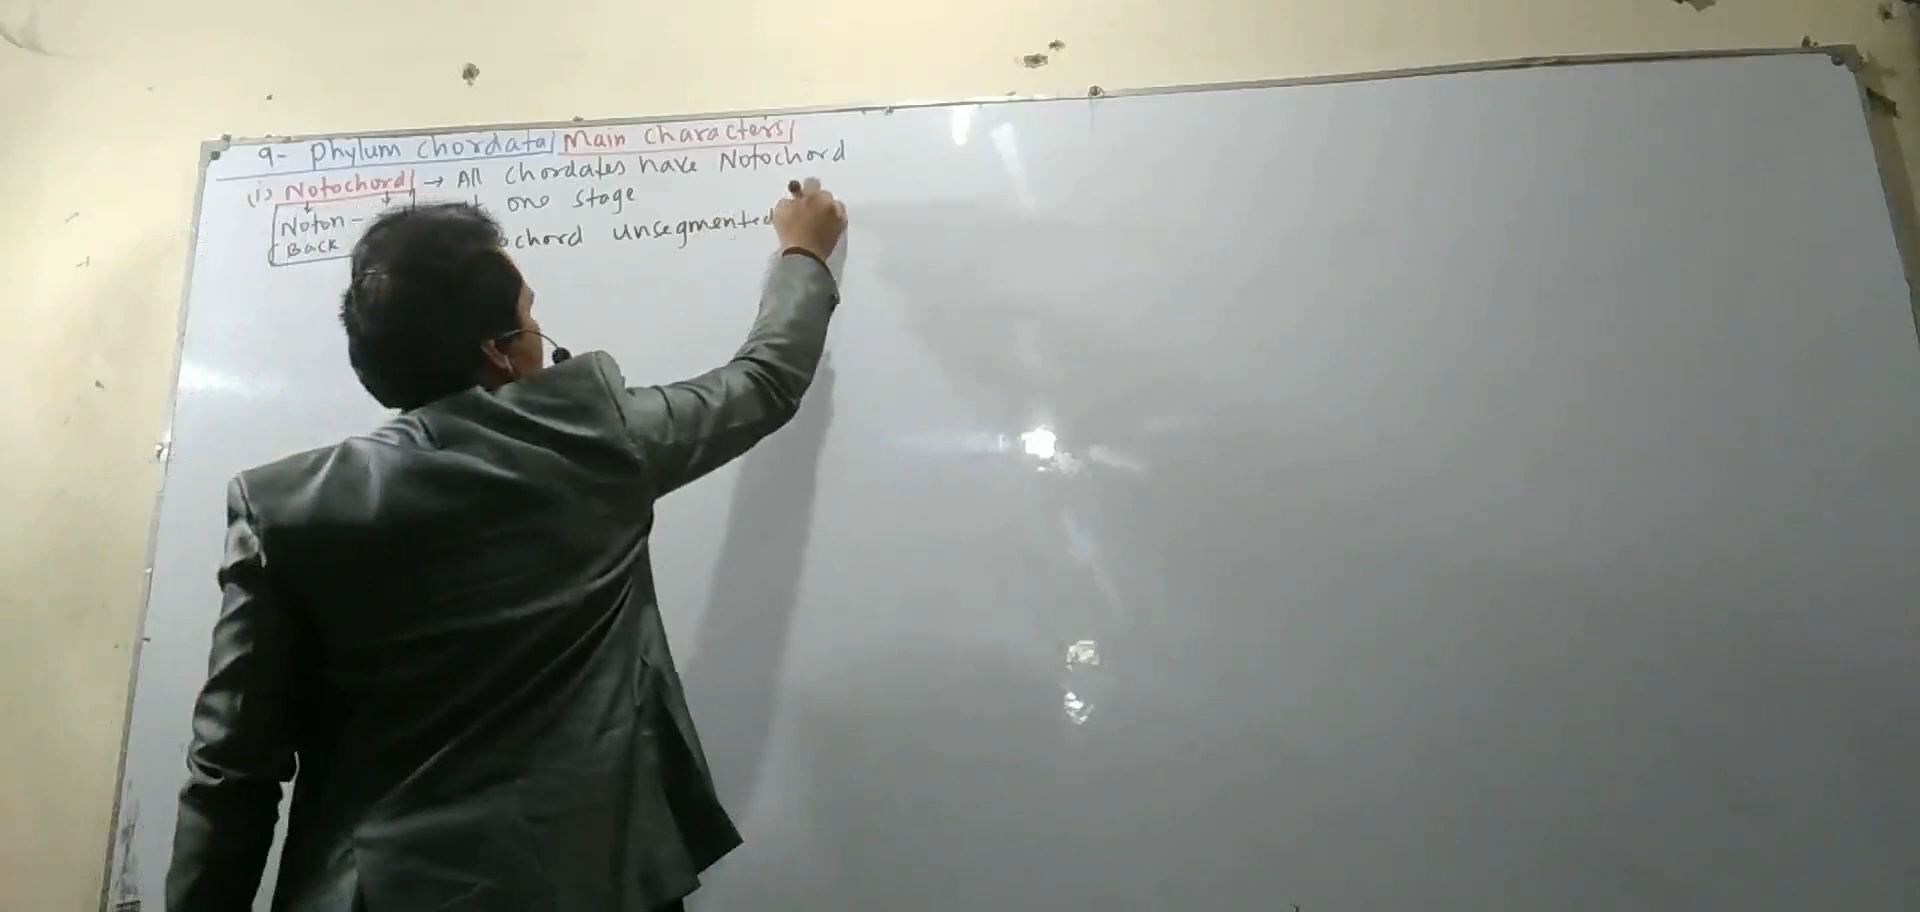 9- Phylum Chordata/ Main Characters/
(i) Notochord/ → All Chordates have Notochord
one stage
Noton -
Back
chord unsegmented